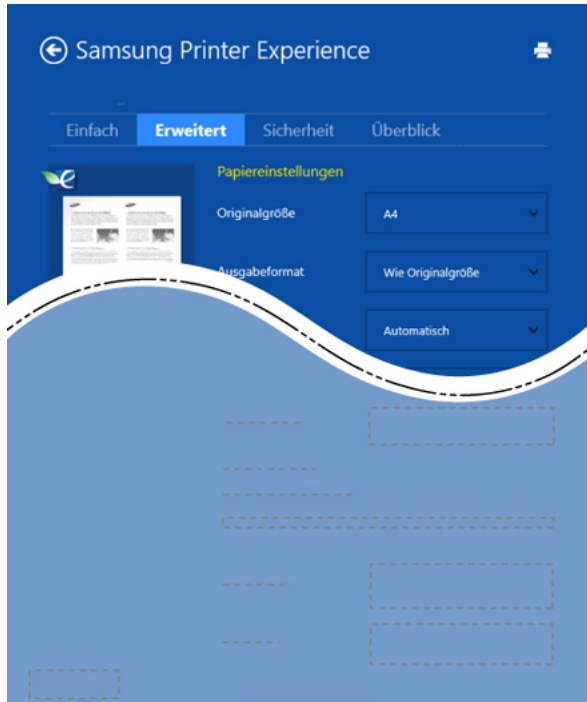 Samsung Printer Experience
Einfach Erweitert Sicherheit Überblick
Papiereinstellungen
Originalgröße A4
Ausgabeformat Wie Originalgröße
Automatisch